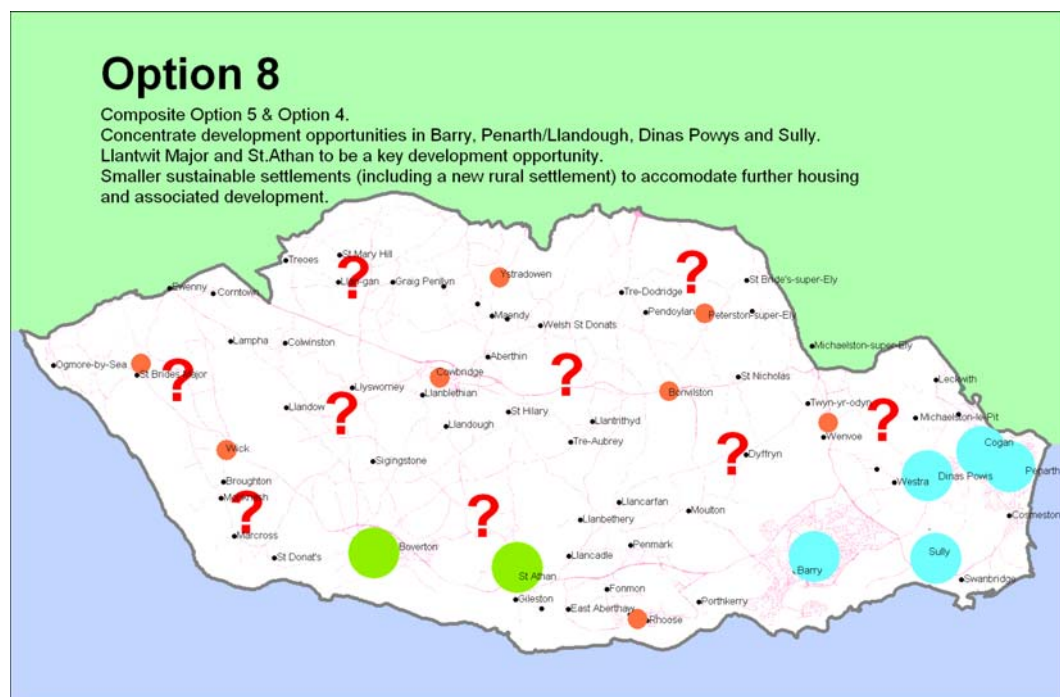 Option 8
Composite Option 5 & Option 4.
Concentrate development opportunities in Barry, Penarth/Llandough, Dinas Powys and Sully.
Llantwit Major and St.Athan to be a key development opportunity.
Smaller sustainable settlements (including a new rural settlement) to accomodate further housing
and associated development.
St Mary Hill
Treoes
?
?
Ystradowen
St Bride's-super-Ely
Graig Penllyn
Ewenny
Corntown
Tre-Dodridge
Pendoylan
Peterston-super-Ely
Maendy
Welsh St Donats
Lampha
Colwinston
Michaelston-super-Ely
Aberthin
Ogmore-by-Sea
St Brides Major
?
?
Cowbridge
St Nicholas
Leckwith
Llysworney
Llanblethian
Bonvilston
Twyn-yr-odyn
Llandow
?
St Hilary
Llantrithyd
?
Michaelston-le-Pit
Llandough
Wenvoe
Tre-Aubrey
Cogan
Wick
?
Dyffryn
Sigingstone
Penarth
Dinas Powis
Westra
Broughton
?
?
Llancarfan
Moulton
Cosmeston
Llanbethery
Marcross
Boverton
Penmark
Sully
St Donat's
Llancadle
Barry
St Athan
Swanbridge
Fonmon
Gileston
East Aberthaw
Porthkerry
Rhoose